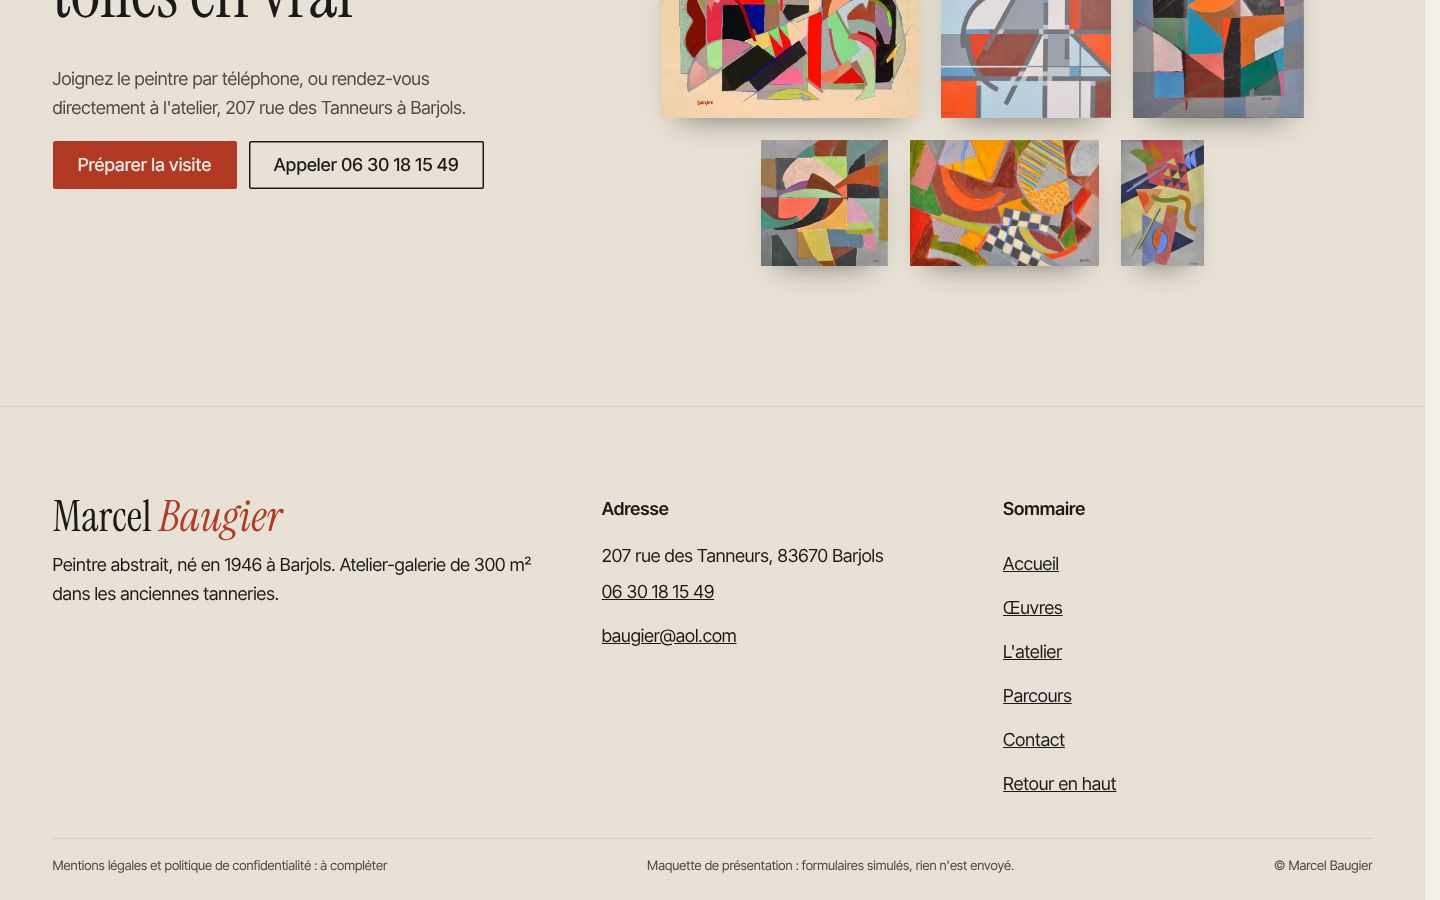 toiles en vrai
Joignez le peintre par téléphone, ou rendez-vous
directement à l'atelier, 207 rue des Tanneurs à Barjols.
Préparer la visite
Appeler 06 30 18 15 49
Marcel Baugier
Peintre abstrait, né en 1946 à Barjols. Atelier-galerie de 300 m²
dans les anciennes tanneries.
Adresse
207 rue des Tanneurs, 83670 Barjols
06 30 18 15 49
baugier@aol.com
Sommaire
Accueil
Œuvres
L'atelier
Parcours
Contact
Retour en haut
Mentions légales et politique de confidentialité : à compléter
Maquette de présentation : formulaires simulés, rien n'est envoyé.
© Marcel Baugier